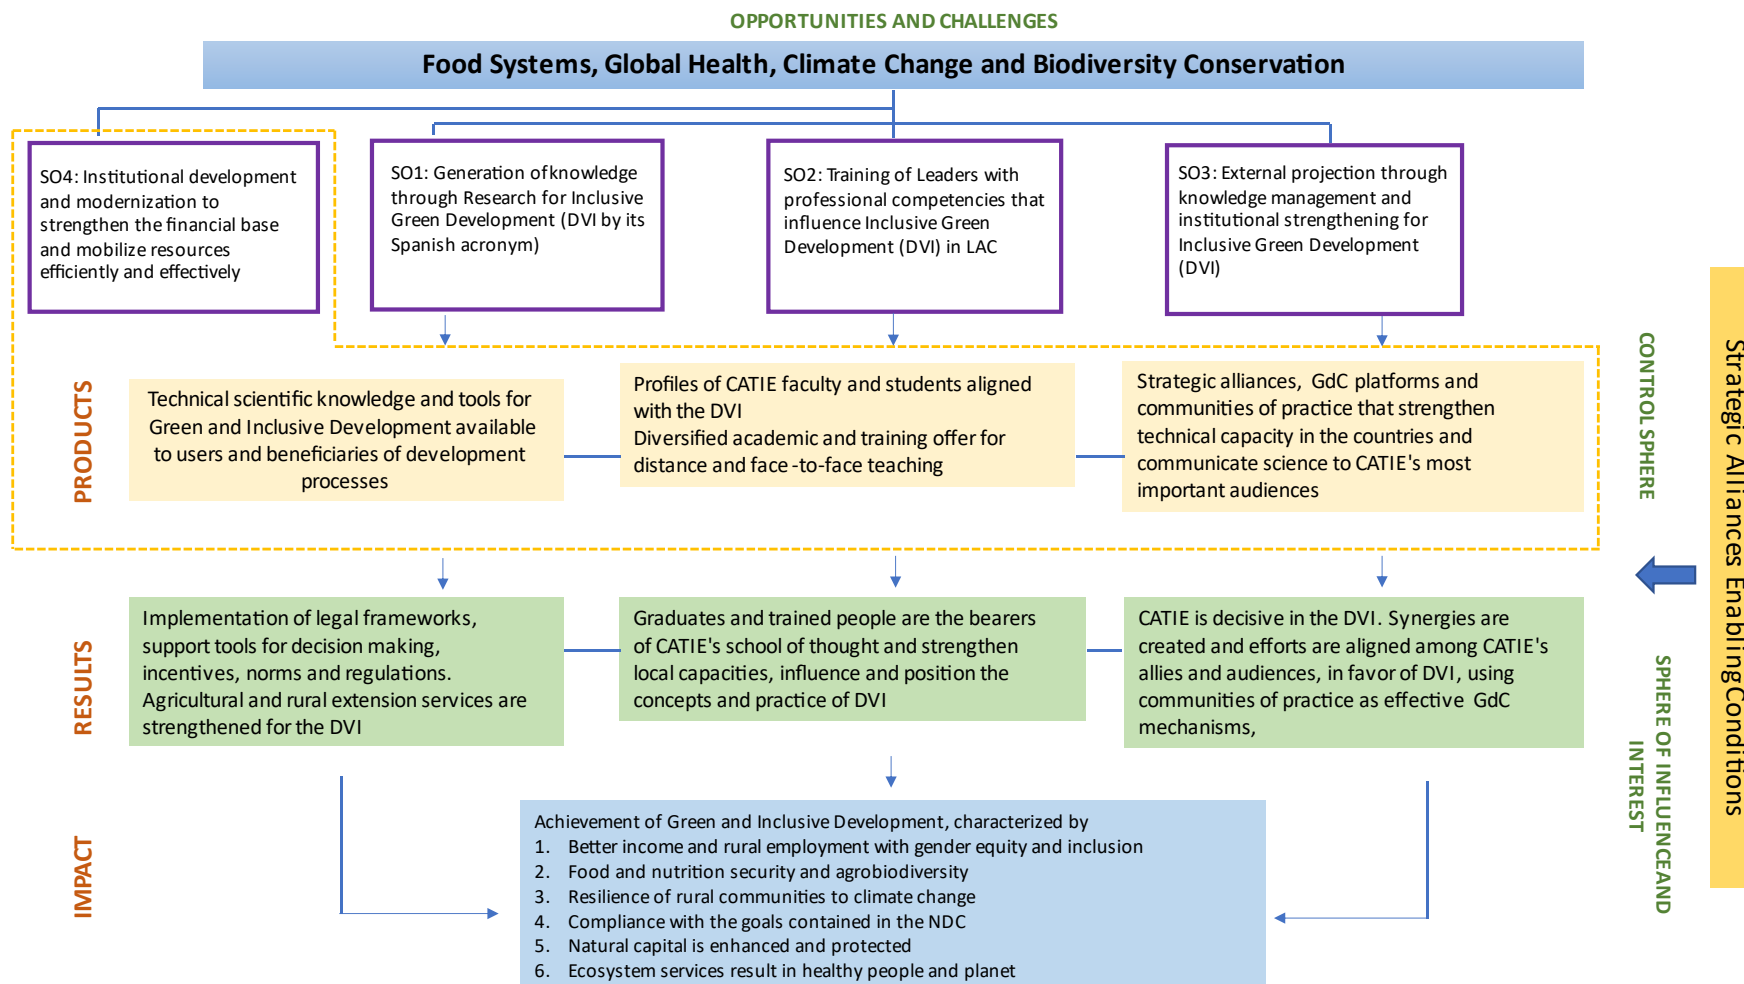 OPPORTUNITIES AND CHALLENGES
Food Systems, Global Health, Climate Change and Biodiversity Conservation
SO4: Institutional development
and modernization to
strengthen the financial base
and mobilize resources
efficiently and effectively
SO1: Generation of knowledge
through Research for Inclusive
Green Development (DVI by its
Spanish acronym)
SO2: Training of Leaders with
professional competencies that
influence Inclusive Green
Development (DVI) in LAC
SO3: External projection through
knowledge management and
institutional strengthening for
Inclusive Green Development
(DVI)
PRODUCTS
Technical scientific knowledge and tools for
Green and Inclusive Development available
to users and beneficiaries of development
processes
Profiles of CATIE faculty and students aligned
with the DVI
Diversified academic and training offer for
distance and face-to-face teaching
Strategic alliances, GdC platforms and
communities of practice that strengthen
technical capacity in the countries and
communicate science to CATIE's most
important audiences
CONTROL SPHERE
RESULTS
Implementation of legal frameworks,
support tools for decision making,
incentives, norms and regulations.
Agricultural and rural extension services are
strengthened for the DVI
Graduates and trained people are the bearers
of CATIE's school of thought and strengthen
local capacities, influence and position the
concepts and practice of DVI
CATIE is decisive in the DVI. Synergies are
created and efforts are aligned among CATIE's
allies and audiences, in favor of DVI, using
communities of practice as effective GdC
mechanisms,
SPHERE OF INFLUENCE AND
INTEREST
Strategic Alliances Enabling Conditions
IMPACT
Achievement of Green and Inclusive Development, characterized by
1. Better income and rural employment with gender equity and inclusion
2. Food and nutrition security and agrobiodiversity
3. Resilience of rural communities to climate change
4. Compliance with the goals contained in the NDC
5. Natural capital is enhanced and protected
6. Ecosystem services result in healthy people and planet